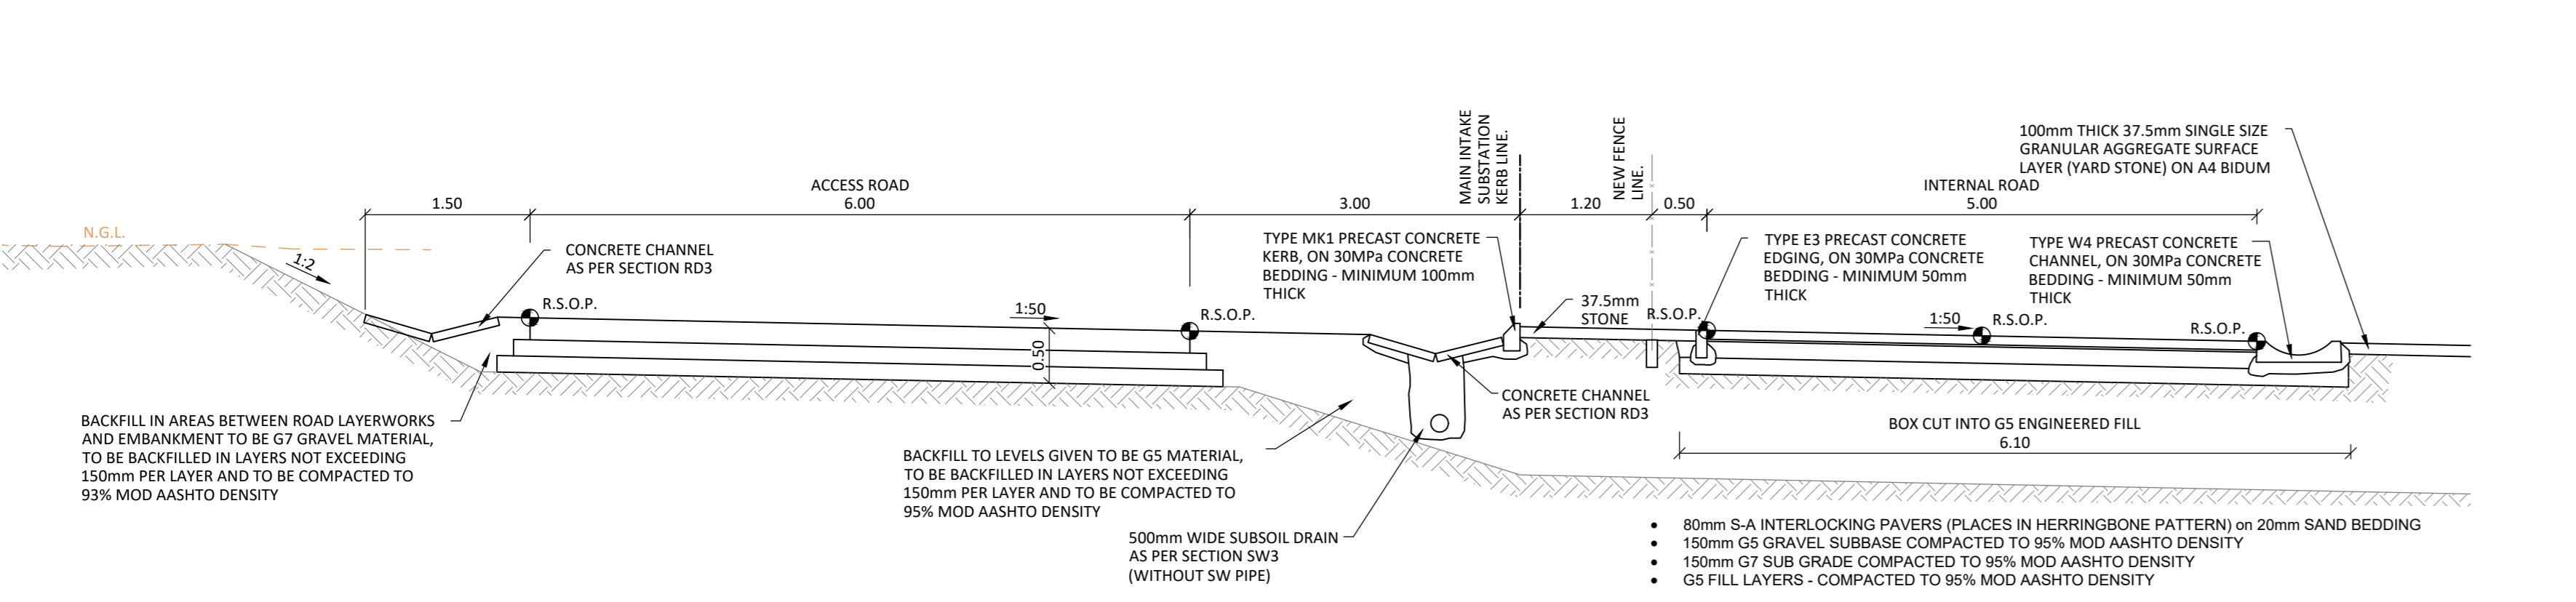 MAIN INTAKE
SUBSTATION
KERB LINE.
NEW FENCE
LINE.
100mm THICK 37.5mm SINGLE SIZE
GRANULAR AGGREGATE SURFACE
LAYER (YARD STONE) ON A4 BIDUM
ACCESS ROAD
INTERNAL ROAD
1.50
6.00
3.00
1.20
0.50
5.00
N.G.L.
1:2
CONCRETE CHANNEL
AS PER SECTION RD3
TYPE MK1 PRECAST CONCRETE
KERB, ON 30MPa CONCRETE
BEDDING - MINIMUM 100mm
THICK
TYPE E3 PRECAST CONCRETE
EDGING, ON 30MPa CONCRETE
BEDDING - MINIMUM 50mm
THICK
TYPE W4 PRECAST CONCRETE
CHANNEL, ON 30MPa CONCRETE
BEDDING - MINIMUM 50mm
THICK
R.S.O.P.
1:50
R.S.O.P.
37.5mm
STONE
R.S.O.P.
1:50
R.S.O.P.
R.S.O.P.
0.50
CONCRETE CHANNEL
AS PER SECTION RD3
BACKFILL IN AREAS BETWEEN ROAD LAYERWORKS
AND EMBANKMENT TO BE G7 GRAVEL MATERIAL,
TO BE BACKFILLED IN LAYERS NOT EXCEEDING
150mm PER LAYER AND TO BE COMPACTED TO
93% MOD AASHTO DENSITY
BACKFILL TO LEVELS GIVEN TO BE G5 MATERIAL,
TO BE BACKFILLED IN LAYERS NOT EXCEEDING
150mm PER LAYER AND TO BE COMPACTED TO
95% MOD AASHTO DENSITY
BOX CUT INTO G5 ENGINEERED FILL
6.10
500mm WIDE SUBSOIL DRAIN
AS PER SECTION SW3
(WITHOUT SW PIPE)
• 80mm S-A INTERLOCKING PAVERS (PLACES IN HERRINGBONE PATTERN) on 20mm SAND BEDDING
• 150mm G5 GRAVEL SUBBASE COMPACTED TO 95% MOD AASHTO DENSITY
• 150mm G7 SUB GRADE COMPACTED TO 95% MOD AASHTO DENSITY
• G5 FILL LAYERS - COMPACTED TO 95% MOD AASHTO DENSITY